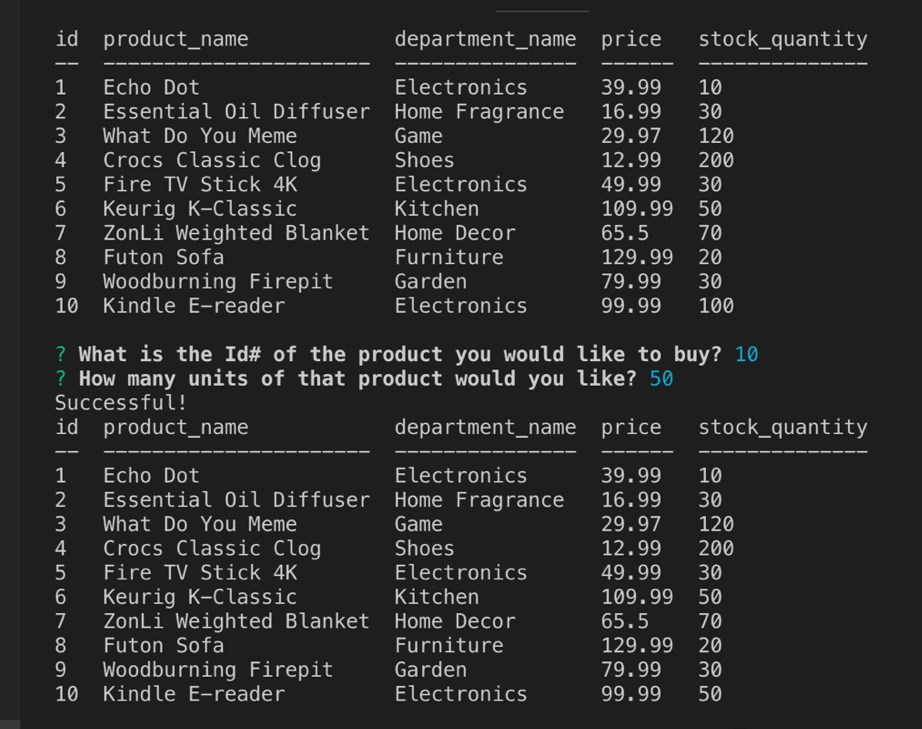 id  product_name            department_name  price   stock_quantity
--  ----------------------  ---------------  ------  --------------
1   Echo Dot                Electronics      39.99   10
2   Essential Oil Diffuser  Home Fragrance   16.99   30
3   What Do You Meme        Game             29.97   120
4   Crocs Classic Clog      Shoes            12.99   200
5   Fire TV Stick 4K        Electronics      49.99   30
6   Keurig K-Classic        Kitchen          109.99  50
7   ZonLi Weighted Blanket  Home Decor       65.5    70
8   Futon Sofa              Furniture        129.99  20
9   Woodburning Firepit     Garden           79.99   30
10  Kindle E-reader         Electronics      99.99   100
? What is the Id# of the product you would like to buy? 10
? How many units of that product would you like? 50
Successful!
id  product_name            department_name  price   stock_quantity
--  ----------------------  ---------------  ------  --------------
1   Echo Dot                Electronics      39.99   10
2   Essential Oil Diffuser  Home Fragrance   16.99   30
3   What Do You Meme        Game             29.97   120
4   Crocs Classic Clog      Shoes            12.99   200
5   Fire TV Stick 4K        Electronics      49.99   30
6   Keurig K-Classic        Kitchen          109.99  50
7   ZonLi Weighted Blanket  Home Decor       65.5    70
8   Futon Sofa              Furniture        129.99  20
9   Woodburning Firepit     Garden           79.99   30
10  Kindle E-reader         Electronics      99.99   50